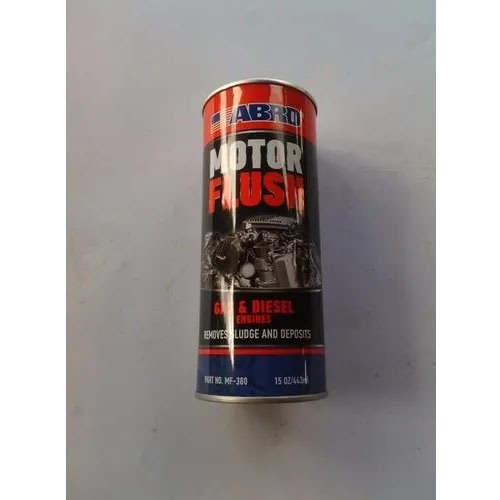 ABRO
MOTOR
FLUSH
GAS & DIESEL
ENGINES
REMOVES SLUDGE AND DEPOSITS
PART NO. MF-380
15 OZ/443ml